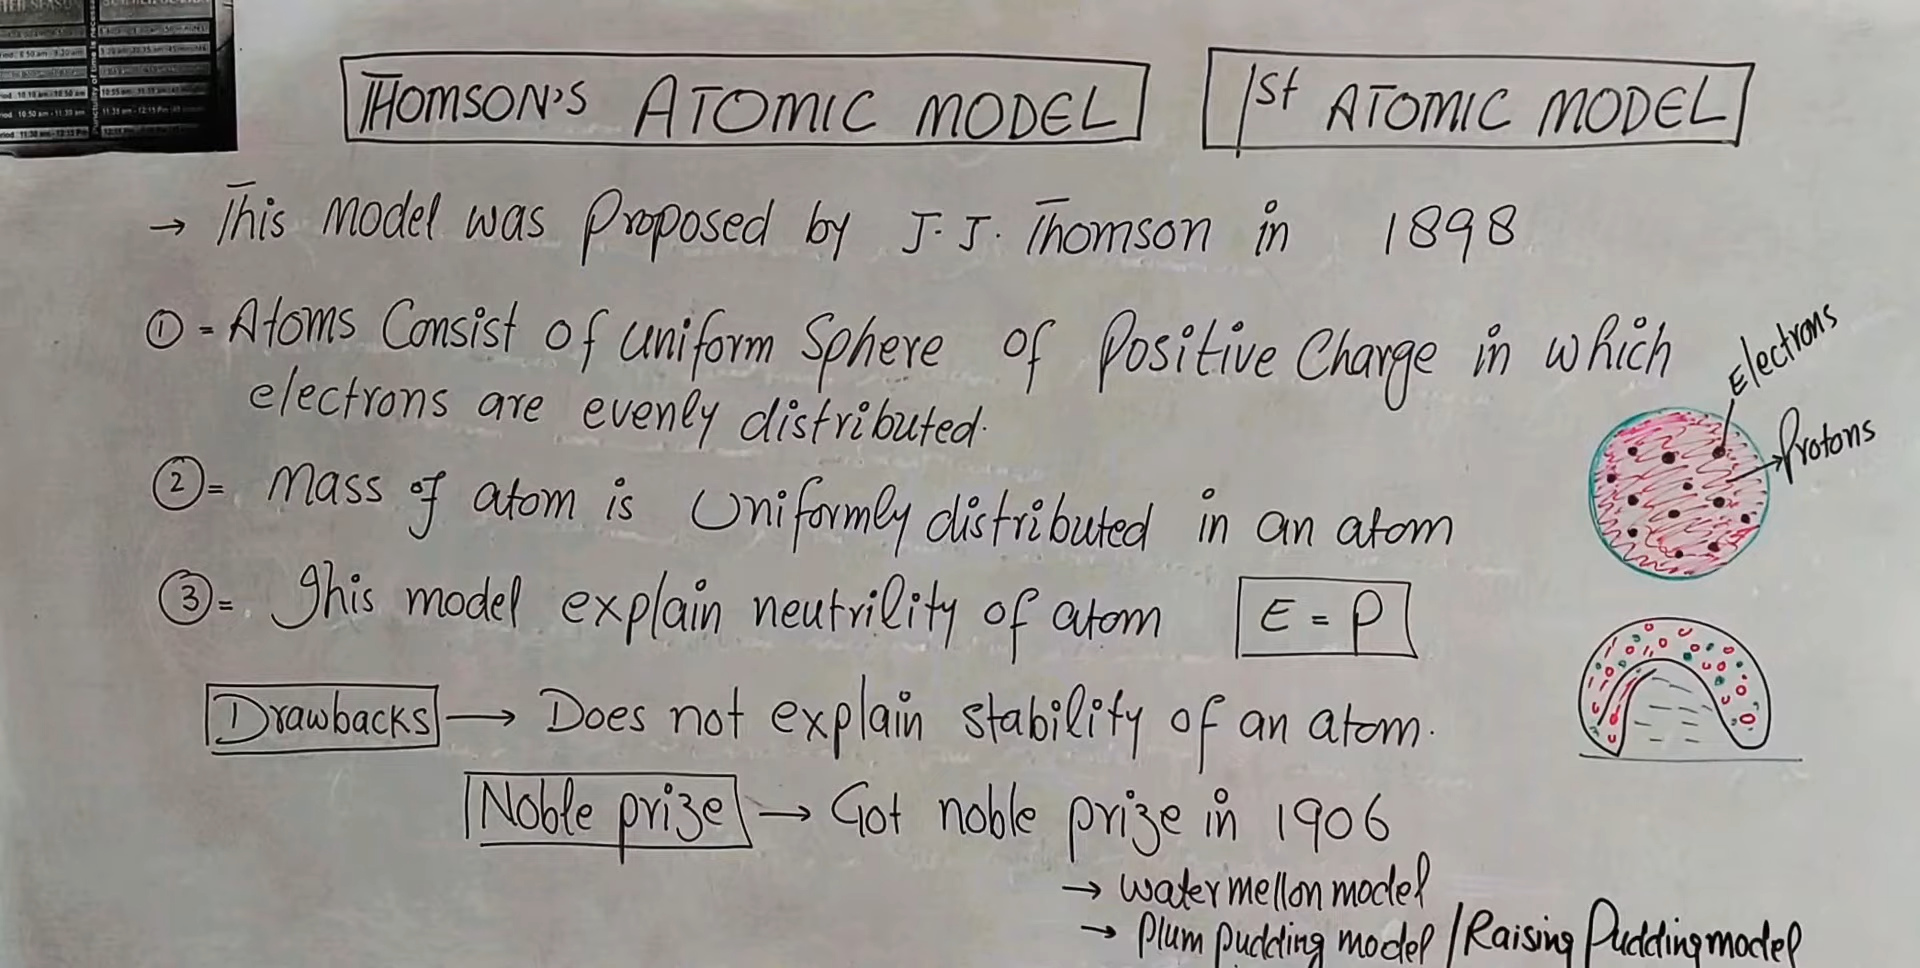 THOMSON'S ATOMIC MODEL
1st ATOMIC MODEL
→ This model was proposed by J.J. Thomson in 1898
① = Atoms Consist of uniform Sphere of Positive Charge in which
electrons are evenly distributed.
Electrons
Protons
② = Mass of atom is Uniformly distributed in an atom
③ = This model explain neutrility of atom E = P
Drawbacks → Does not explain stability of an atom.
Noble prize → Got noble prize in 1906
→ water mellon model
→ Plum pudding model / Raising Pudding model